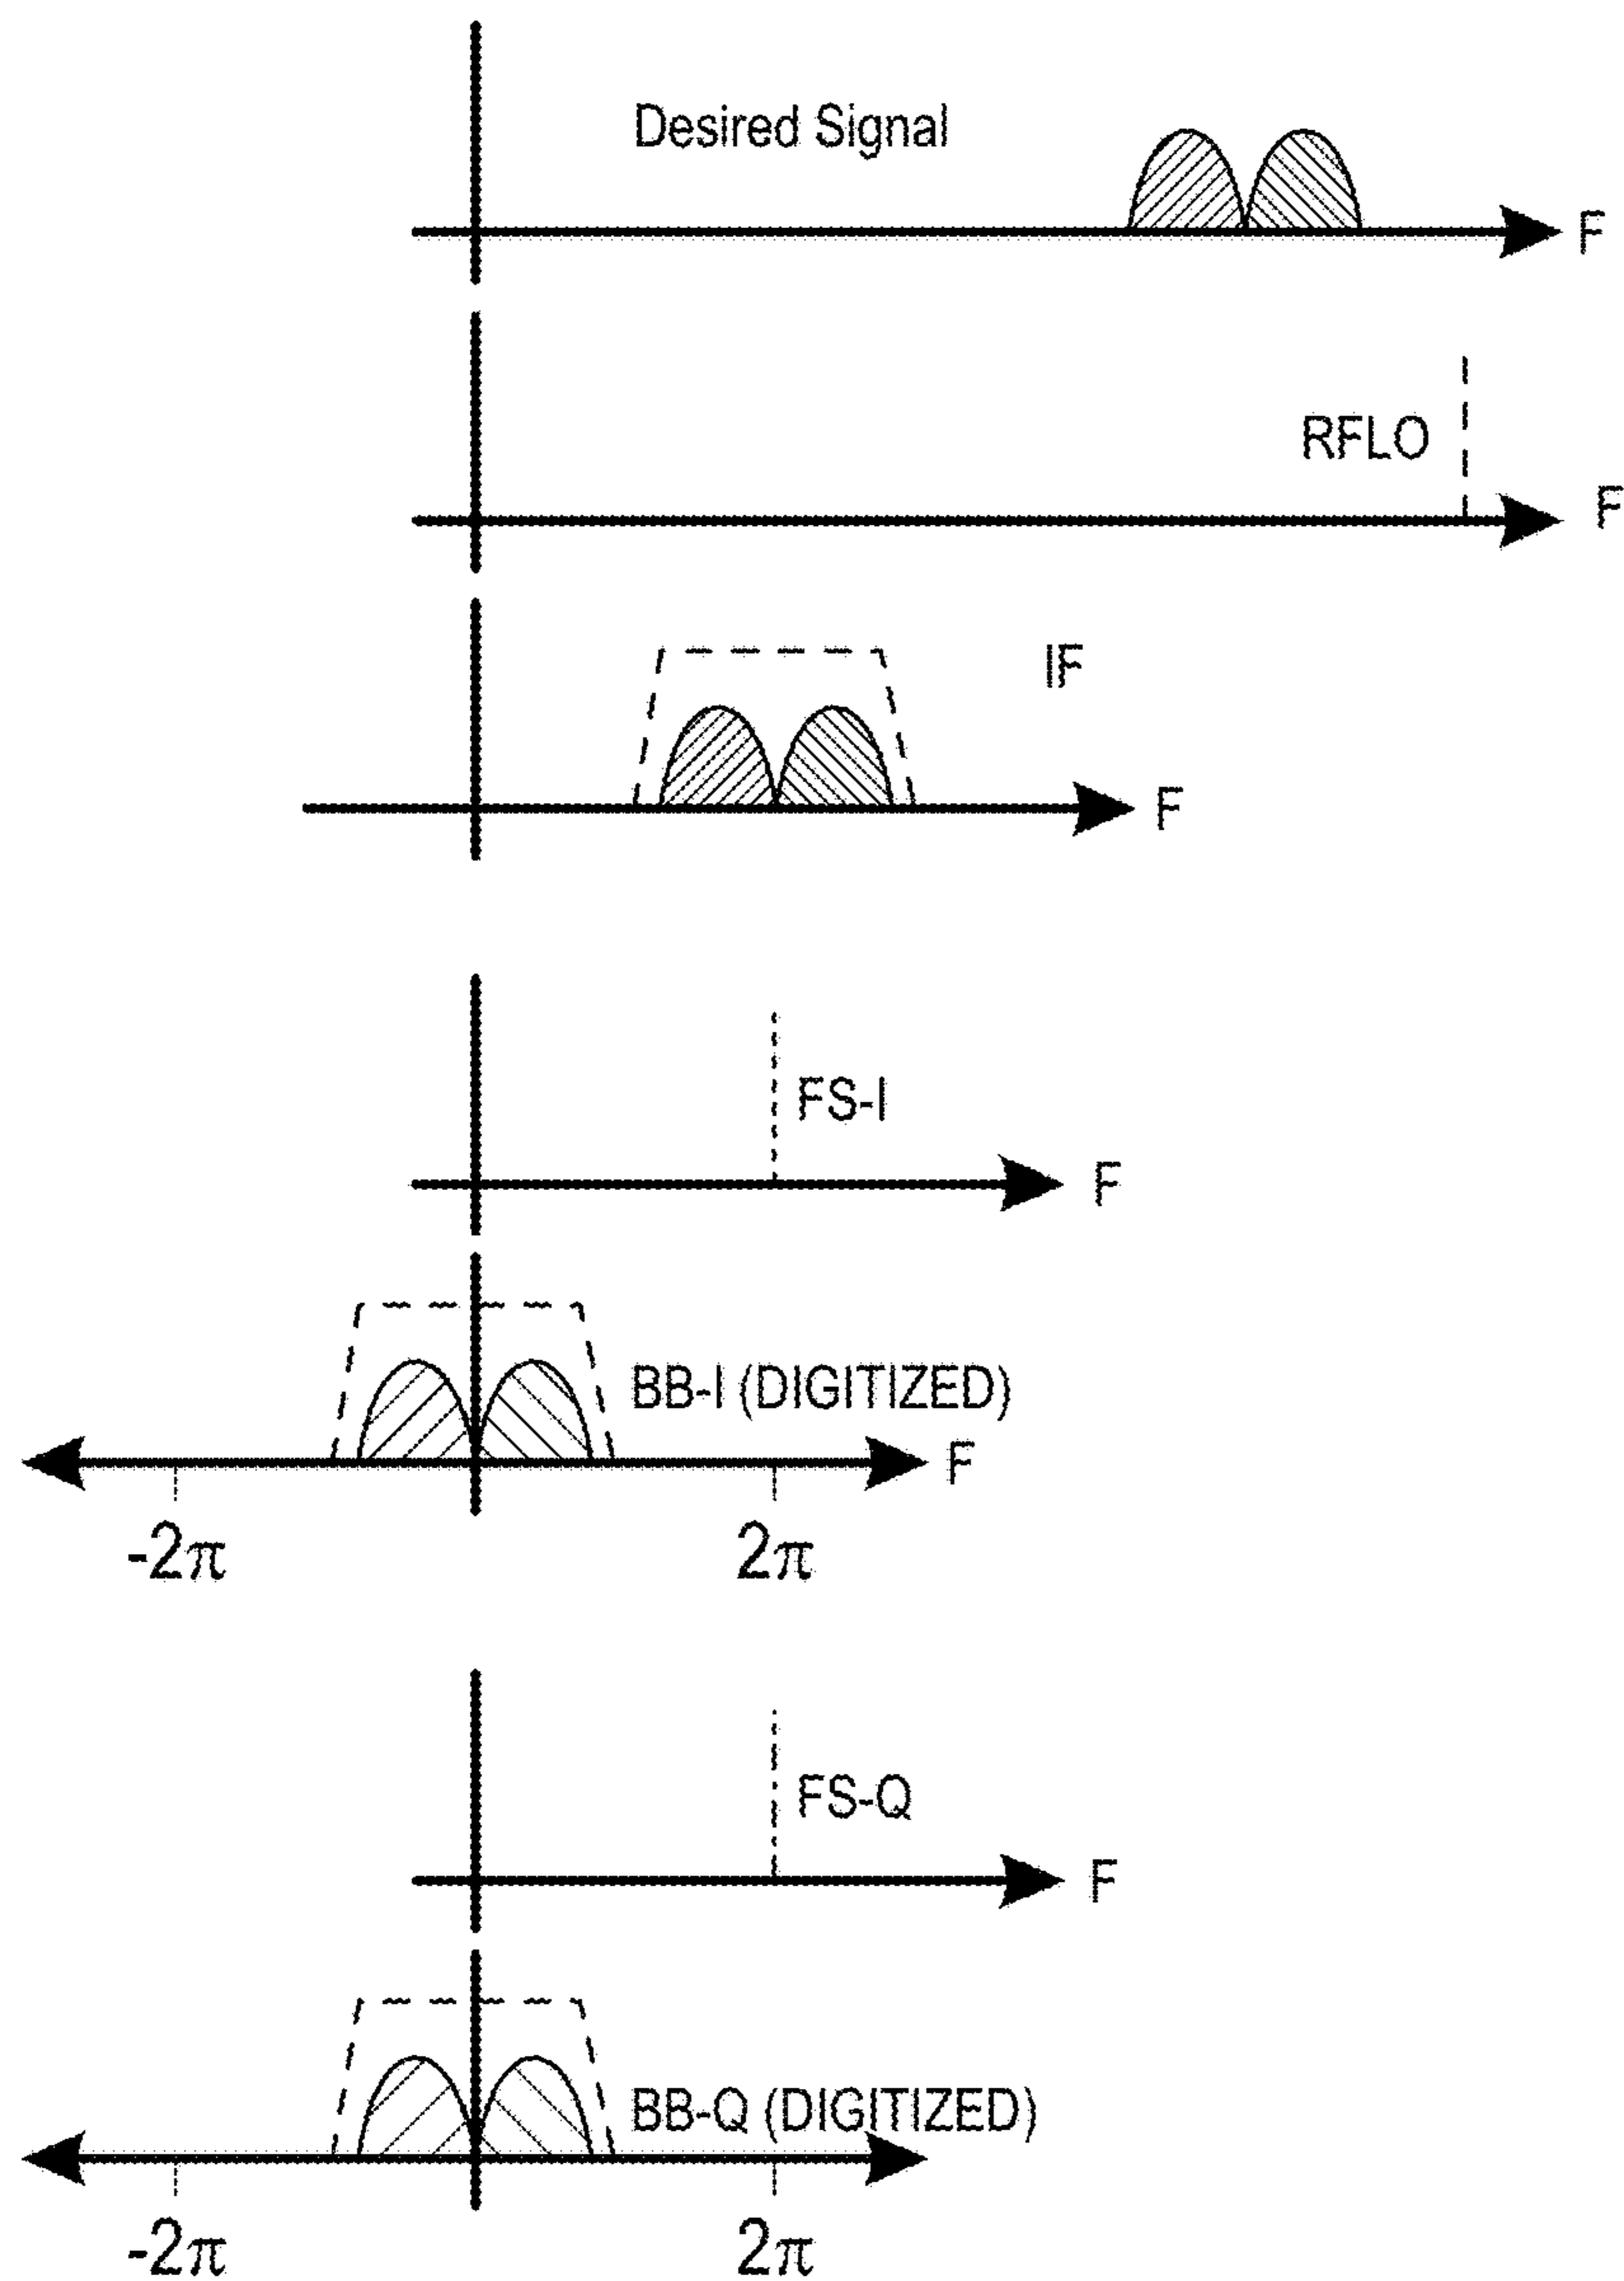 Desired Signal
F
RFLO
F
IF
F
FS-I
F
BB-I (DIGITIZED)
F
-2π
2π
FS-Q
F
BB-Q (DIGITIZED)
-2π
2π